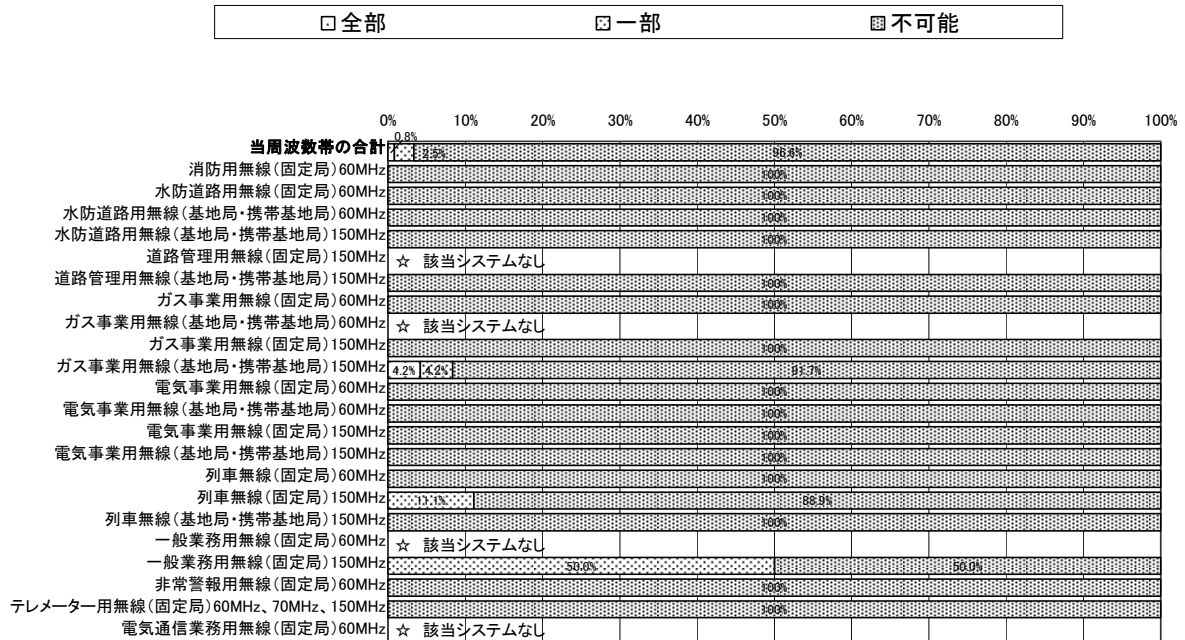 全部 一部 不可能
0% 10% 20% 30% 40% 50% 60% 70% 80% 90% 100%
0.8%
当周波数帯の合計 2.5% 96.6%
消防用無線(固定局)60MHz 100%
水防道路用無線(固定局)60MHz 100%
水防道路用無線(基地局・携帯基地局)60MHz 100%
水防道路用無線(基地局・携帯基地局)150MHz 100%
道路管理用無線(固定局)150MHz ☆ 該当システムなし
道路管理用無線(基地局・携帯基地局)150MHz 100%
ガス事業用無線(固定局)60MHz 100%
ガス事業用無線(基地局・携帯基地局)60MHz ☆ 該当システムなし
ガス事業用無線(固定局)150MHz 100%
ガス事業用無線(基地局・携帯基地局)150MHz 4.2% 4.2% 91.7%
電気事業用無線(固定局)60MHz 100%
電気事業用無線(基地局・携帯基地局)60MHz 100%
電気事業用無線(固定局)150MHz 100%
電気事業用無線(基地局・携帯基地局)150MHz 100%
列車無線(固定局)60MHz 100%
列車無線(固定局)150MHz 11.1% 88.9%
列車無線(基地局・携帯基地局)150MHz 100%
一般業務用無線(固定局)60MHz ☆ 該当システムなし
一般業務用無線(固定局)150MHz 50.0% 50.0%
非常警報用無線(固定局)60MHz 100%
テレメーター用無線(固定局)60MHz、70MHz、150MHz 100%
電気通信業務用無線(固定局)60MHz ☆ 該当システムなし